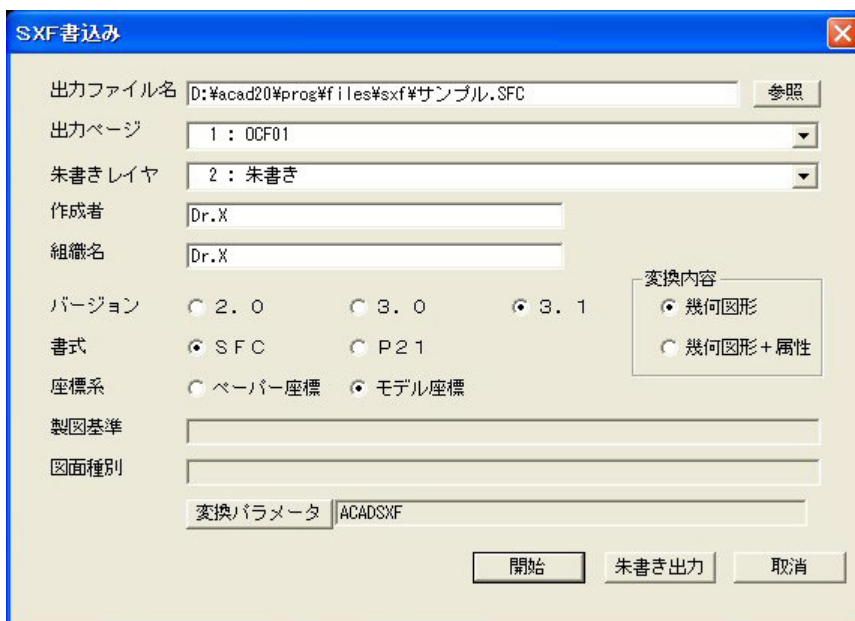 SXF書込み
出力ファイル名 D:¥acad20¥prog¥files¥sxf¥サンプル.SFC 参照
出力ページ 1 : OCF01
朱書きレイヤ 2 : 朱書き
作成者 Dr.X
組織名 Dr.X
変換内容
バージョン 2．0 3．0 3．1 幾何図形
書式 ＳＦＣ Ｐ21 幾何図形＋属性
座標系 ペーパー座標 モデル座標
製図基準
図面種別
変換パラメータ ACADSXF
開始 朱書き出力 取消